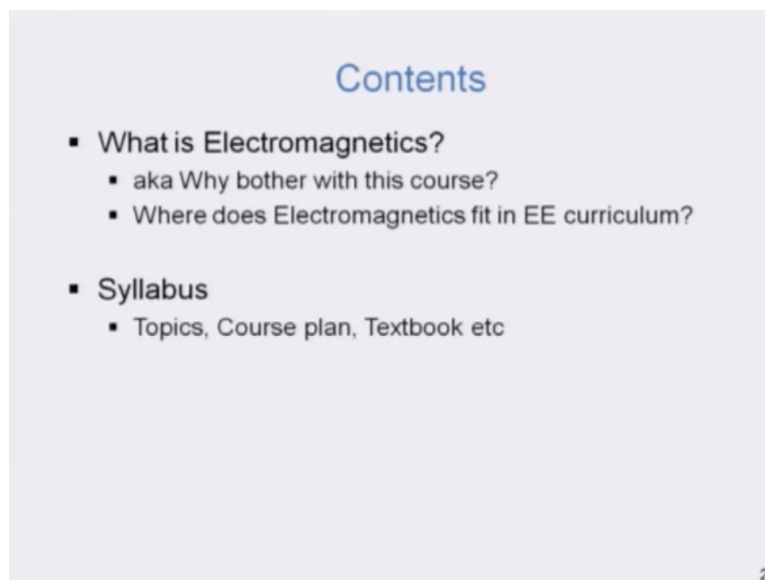 Contents
What is Electromagnetics?
aka Why bother with this course?
Where does Electromagnetics fit in EE curriculum?
Syllabus
Topics, Course plan, Textbook etc